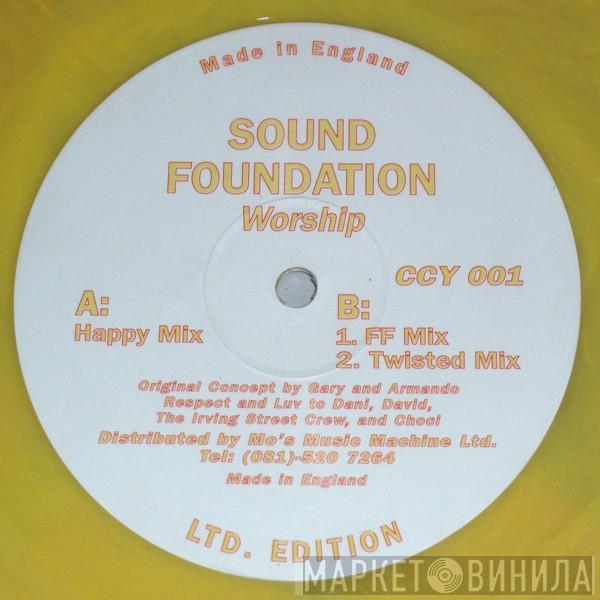 Made in England
SOUND
FOUNDATION
Worship
CCY 001
A:
Happy Mix
B:
1. FF Mix
2. Twisted Mix
Original Concept by Gary and Armando
Respect and Luv to Dani, David,
The Irving Street Crew, and Choci
Distributed by Mo's Music Machine Ltd.
Tel: (081)-520 7264
Made in England
LTD. EDITION
МАРКЕТ ВИНИЛА